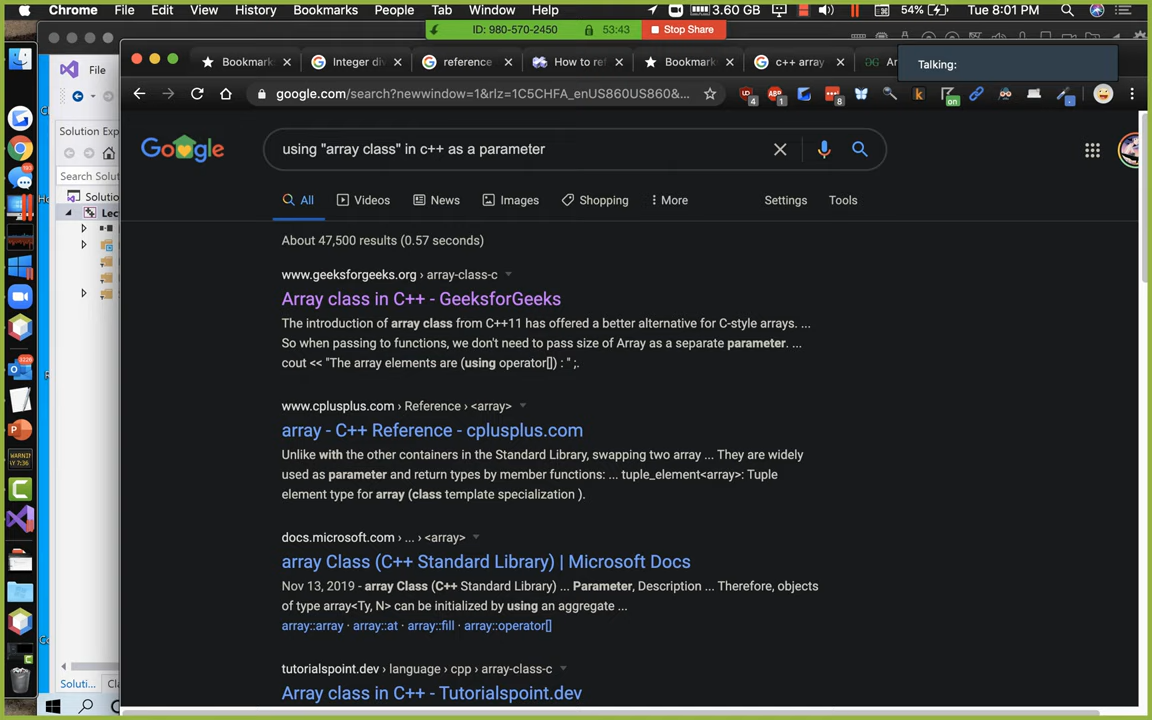 Chrome File Edit View History Bookmarks People Tab Window Help 3.60 GB 54% Tue 8:01 PM
ID: 980-570-2450 53:43 Stop Share
File
Bookmark Integer div reference How to ref Bookmark c++ array
Talking:
google.com/search?newwindow=1&rlz=1C5CHFA_enUS860US860&...
Solution Exp
Search Solu
Solutio
Lec
Google
using "array class" in c++ as a parameter
All Videos News Images Shopping More Settings Tools
About 47,500 results (0.57 seconds)
www.geeksforgeeks.org › array-class-c
Array class in C++ - GeeksforGeeks
The introduction of array class from C++11 has offered a better alternative for C-style arrays. ...
So when passing to functions, we don't need to pass size of Array as a separate parameter. ...
cout << "The array elements are (using operator[]) : " ;.
www.cplusplus.com › Reference › <array>
array - C++ Reference - cplusplus.com
Unlike with the other containers in the Standard Library, swapping two array ... They are widely
used as parameter and return types by member functions: ... tuple_element<array>: Tuple
element type for array (class template specialization ).
docs.microsoft.com › ... › <array>
array Class (C++ Standard Library) | Microsoft Docs
Nov 13, 2019 - array Class (C++ Standard Library) ... Parameter, Description ... Therefore, objects
of type array<Ty, N> can be initialized by using an aggregate ...
array::array · array::at · array::fill · array::operator[]
tutorialspoint.dev › language › cpp › array-class-c
Array class in C++ - Tutorialspoint.dev
Soluti... Cla